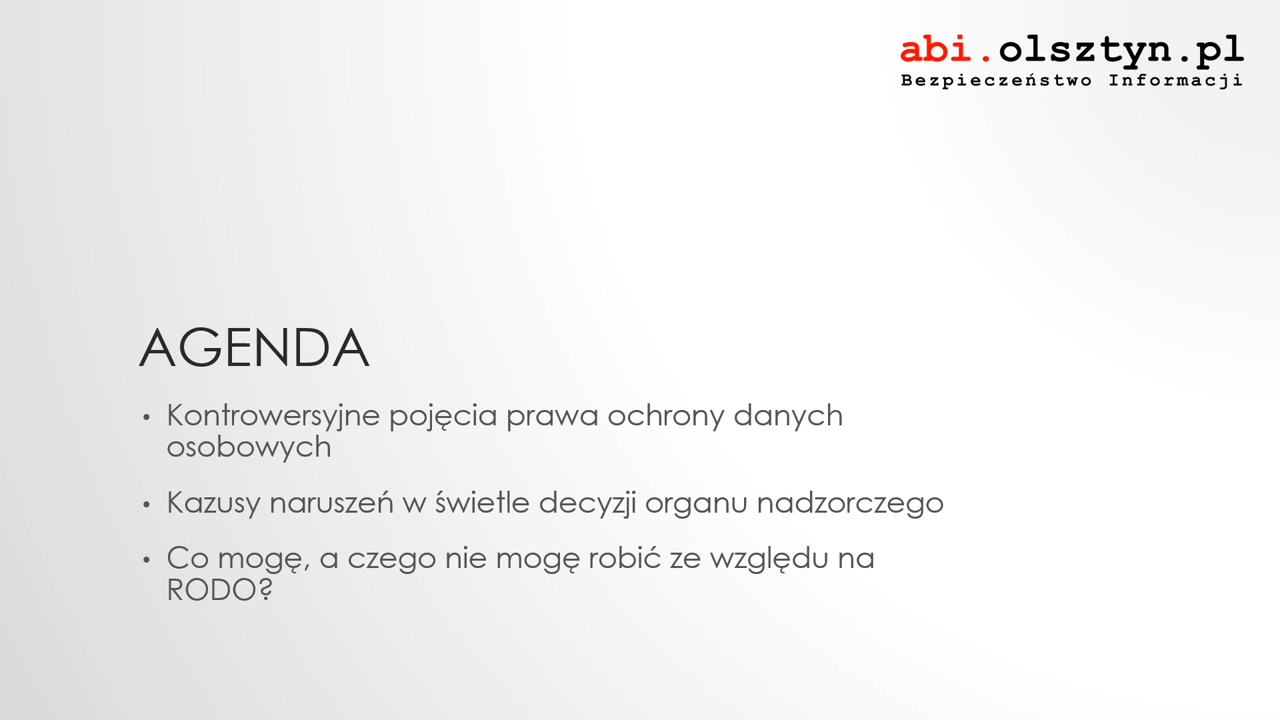 abi.olsztyn.pl
Bezpieczeństwo Informacji
AGENDA
• Kontrowersyjne pojęcia prawa ochrony danych
osobowych
• Kazusy naruszeń w świetle decyzji organu nadzorczego
• Co mogę, a czego nie mogę robić ze względu na
RODO?